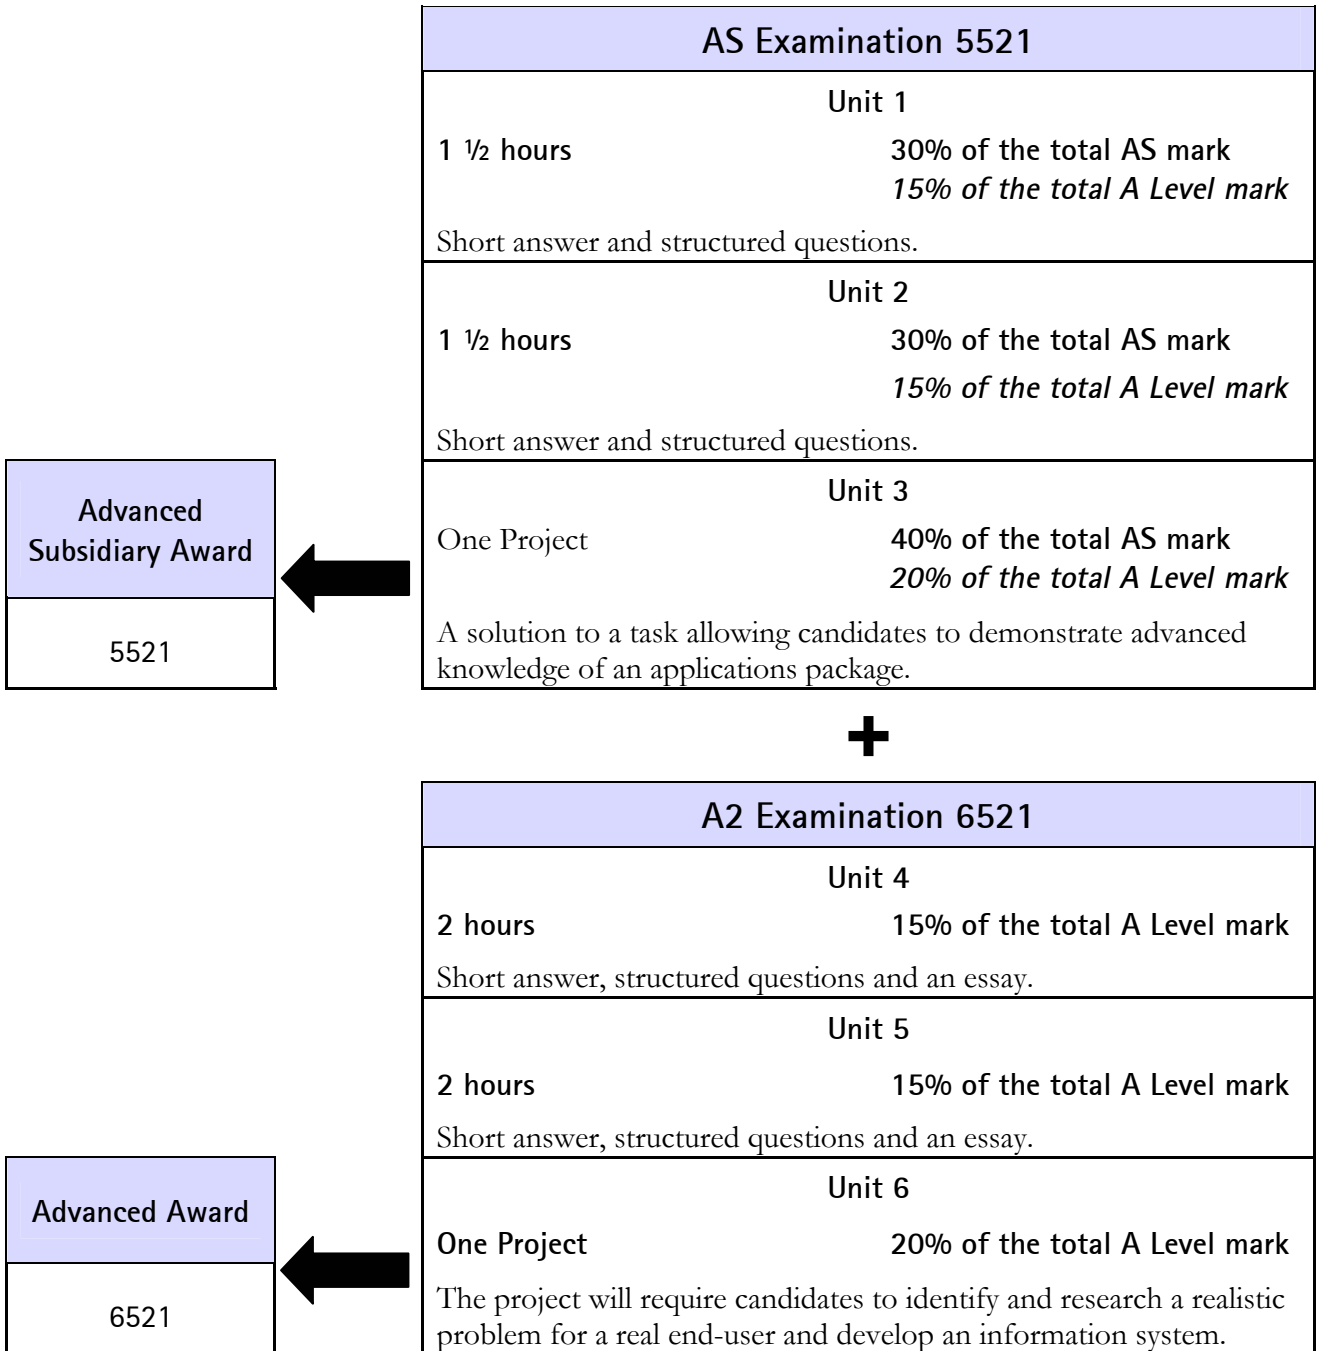 AS Examination 5521
Unit 1
1 ½ hours 30% of the total AS mark
15% of the total A Level mark
Short answer and structured questions.
Unit 2
1 ½ hours 30% of the total AS mark
15% of the total A Level mark
Short answer and structured questions.
Advanced
Subsidiary Award
5521
Unit 3
One Project 40% of the total AS mark
20% of the total A Level mark
A solution to a task allowing candidates to demonstrate advanced
knowledge of an applications package.
+
A2 Examination 6521
Unit 4
2 hours 15% of the total A Level mark
Short answer, structured questions and an essay.
Unit 5
2 hours 15% of the total A Level mark
Short answer, structured questions and an essay.
Advanced Award
6521
Unit 6
One Project 20% of the total A Level mark
The project will require candidates to identify and research a realistic
problem for a real end-user and develop an information system.